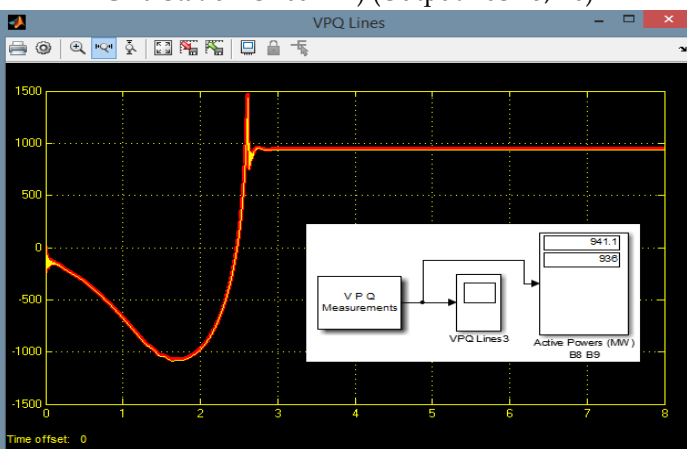 VPQ Lines
1500
1000
500
0
-500
-1000
-1500
0 1 2 3 4 5 6 7 8
Time offset: 0
941.1
936
V P Q
Measurements
VPQ Lines3
Active Powers (MW)
B8 B9